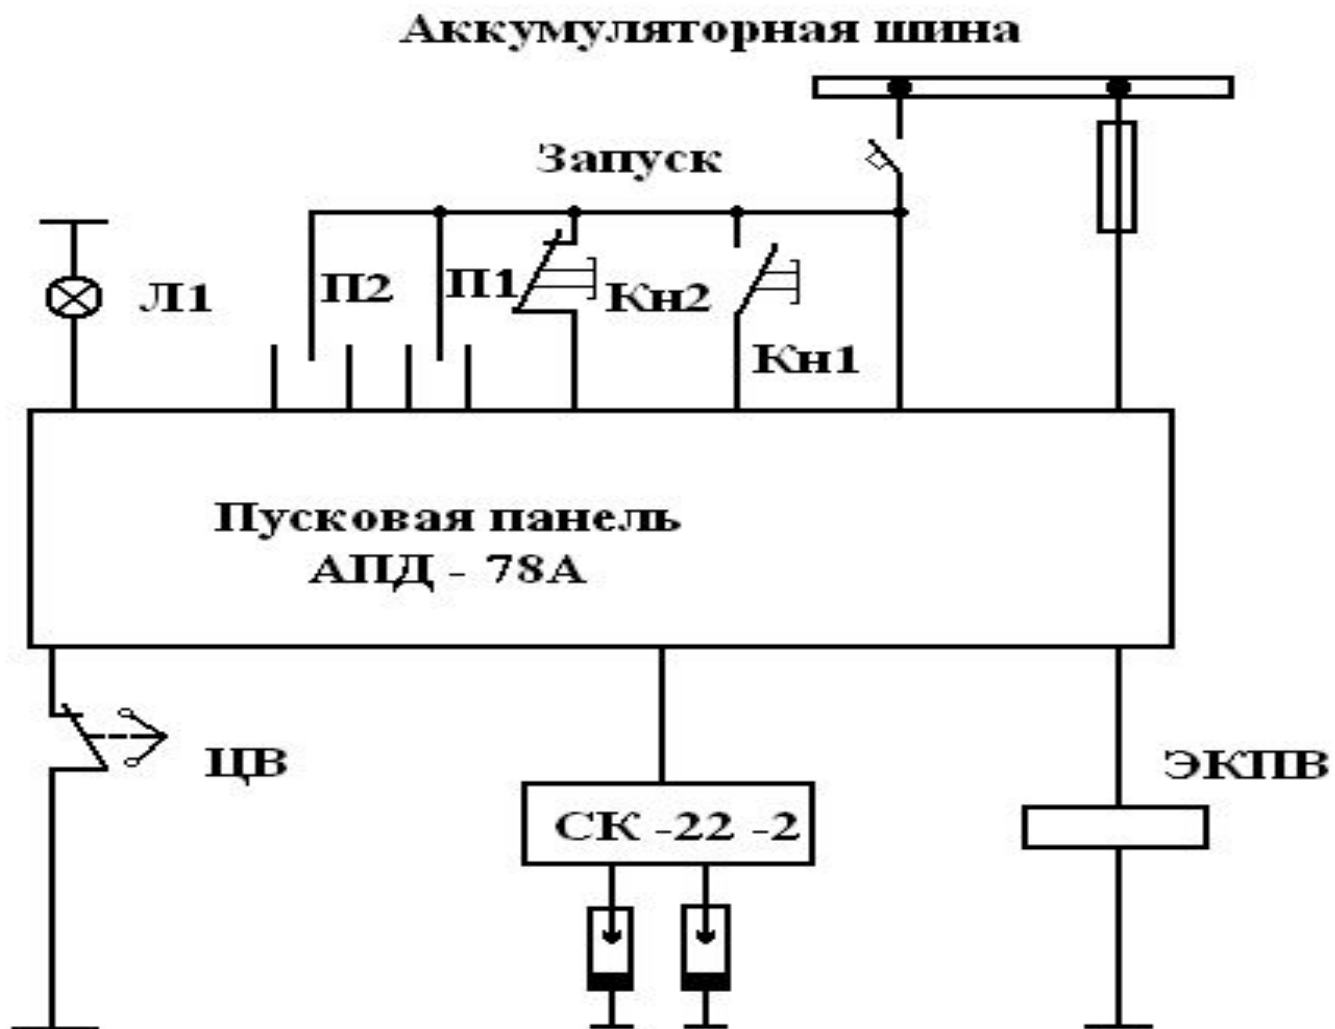 Аккумуляторная шина
Запуск
Л1
П2
П1
Кн2
Кн1
Пусковая панель
АПД - 78А
ЦВ
ЭКПВ
СК -22 -2